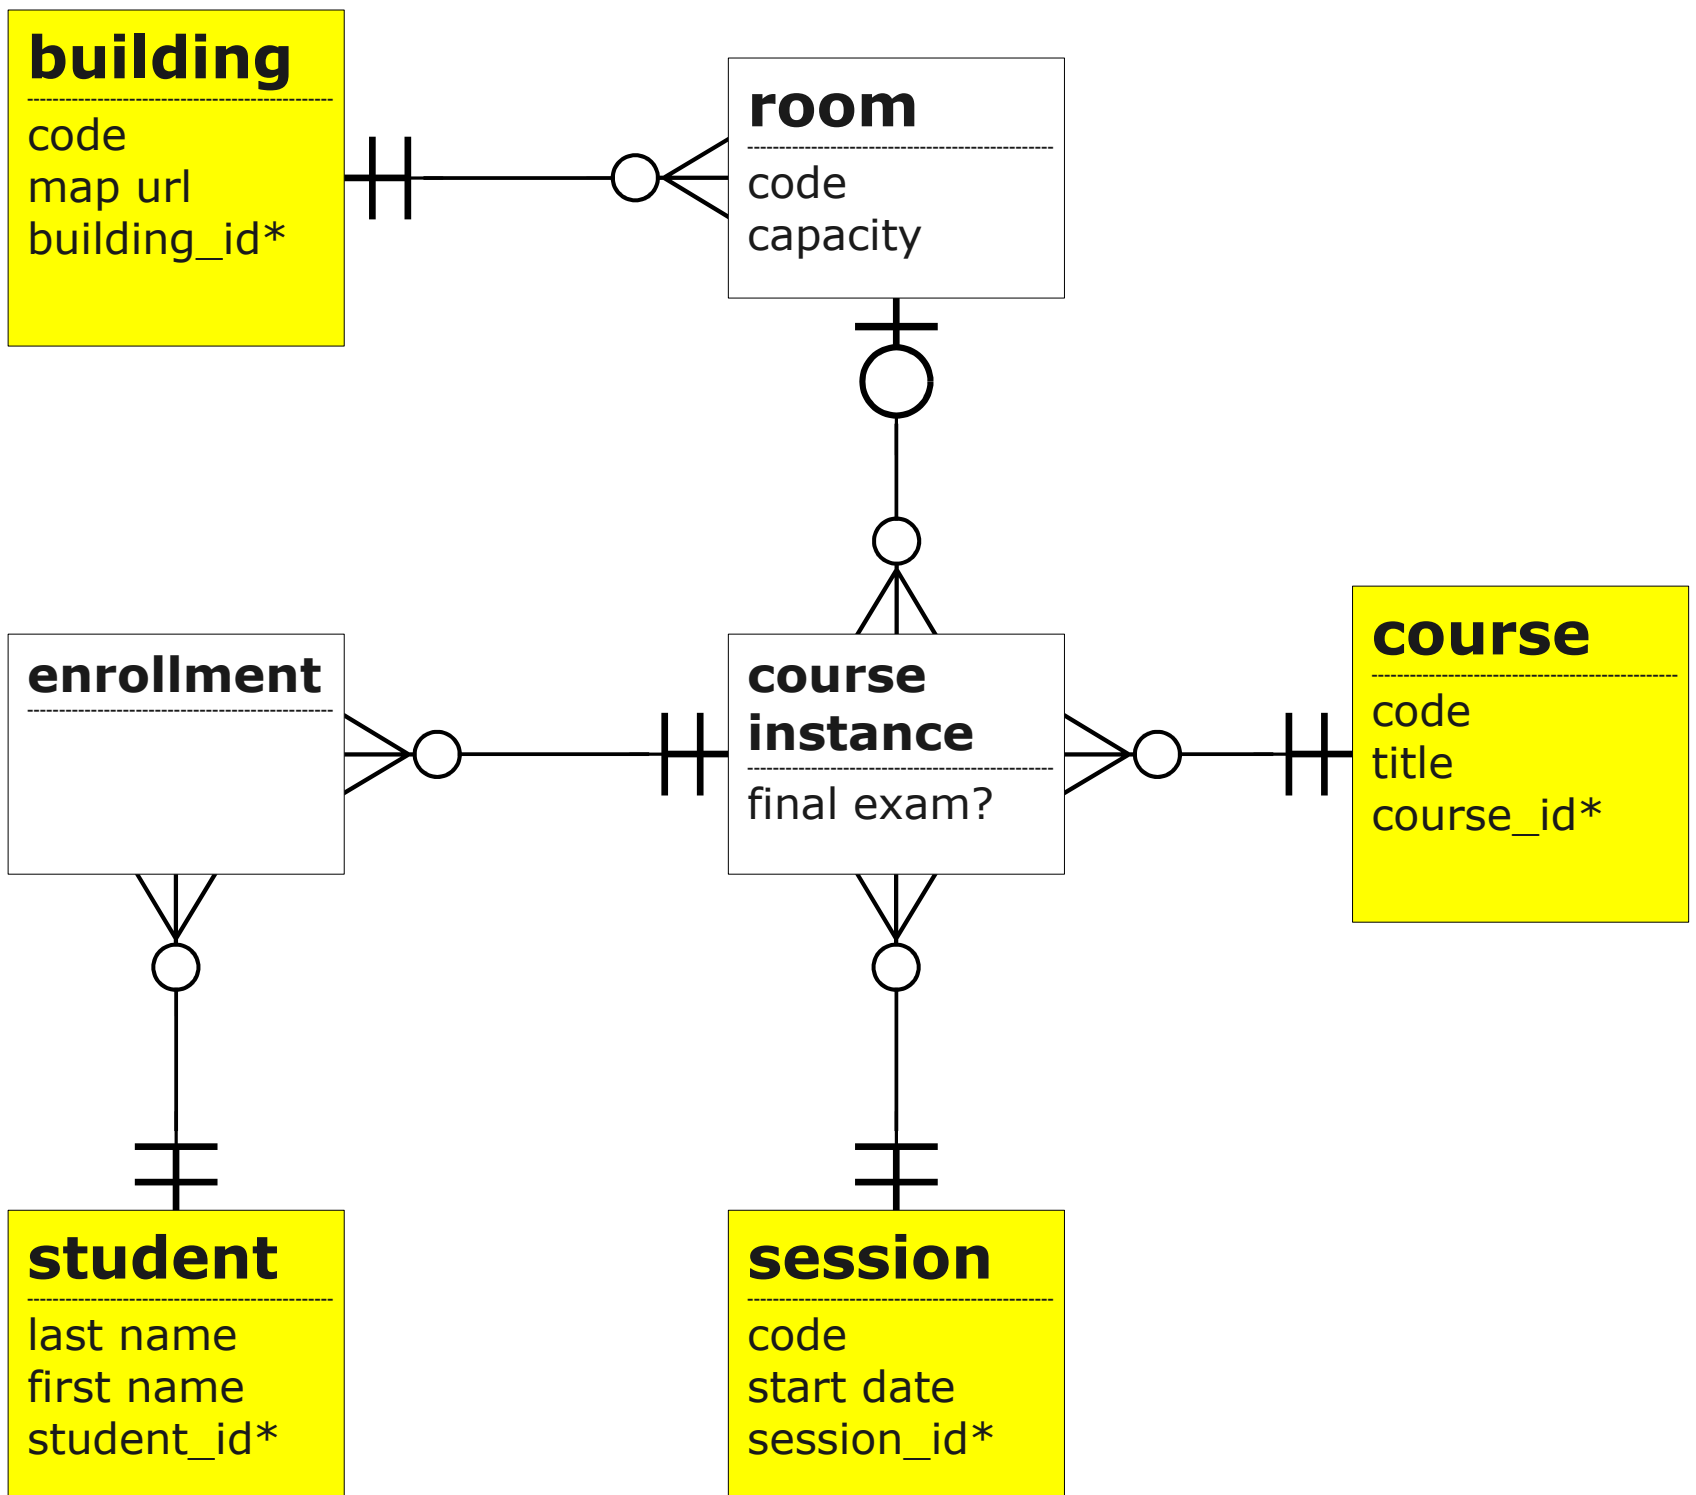 building
code
map url
building_id*
room
code
capacity
enrollment
course
instance
final exam?
course
code
title
course_id*
student
last name
first name
student_id*
session
code
start date
session_id*